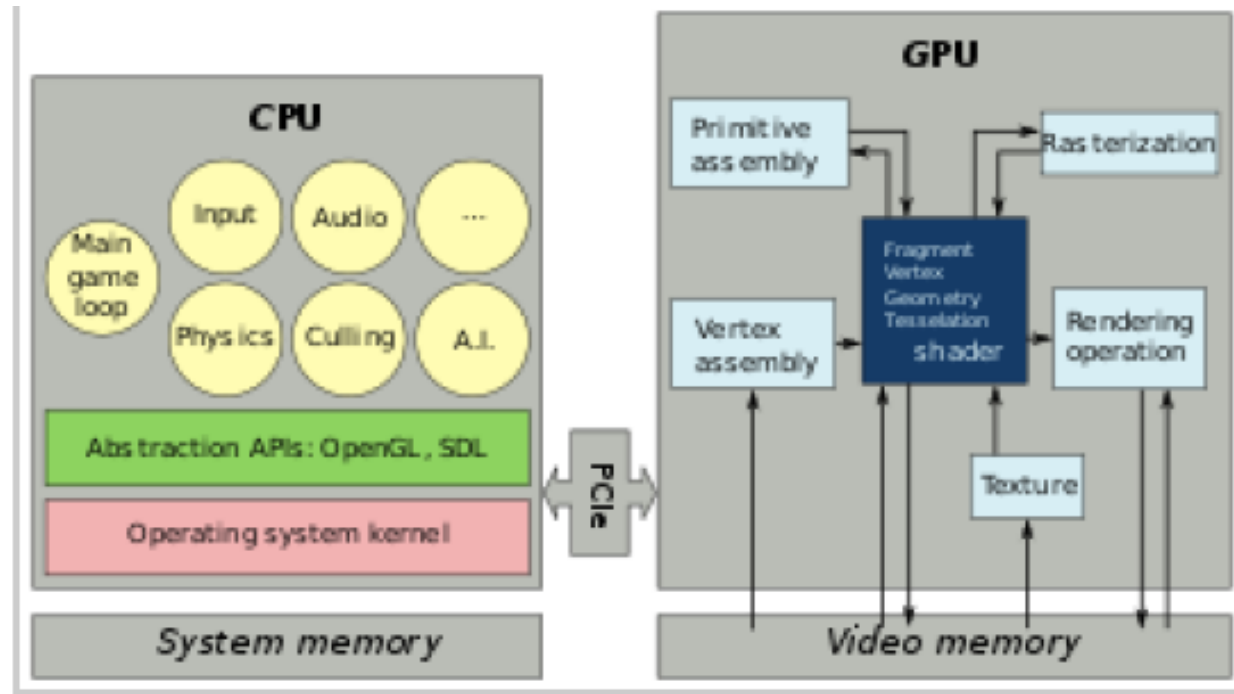 CPU
Main
game
loop
Input
Audio
...
Physics
Culling
A.I.
Abstraction APIs: OpenGL, SDL
Operating system kernel
System memory
PCIe
GPU
Primitive
assembly
Rasterization
Fragment
Vertex
Geometry
Tesselation
shader
Vertex
assembly
Rendering
operation
Texture
Video memory